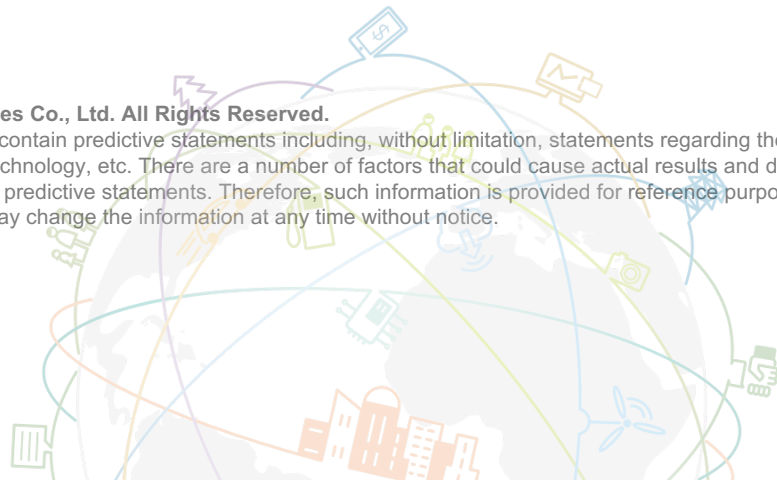 es Co., Ltd. All Rights Reserved.
contain predictive statements including, without limitation, statements regarding the
chnology, etc. There are a number of factors that could cause actual results and d
predictive statements. Therefore, such information is provided for reference purpo
ay change the information at any time without notice.